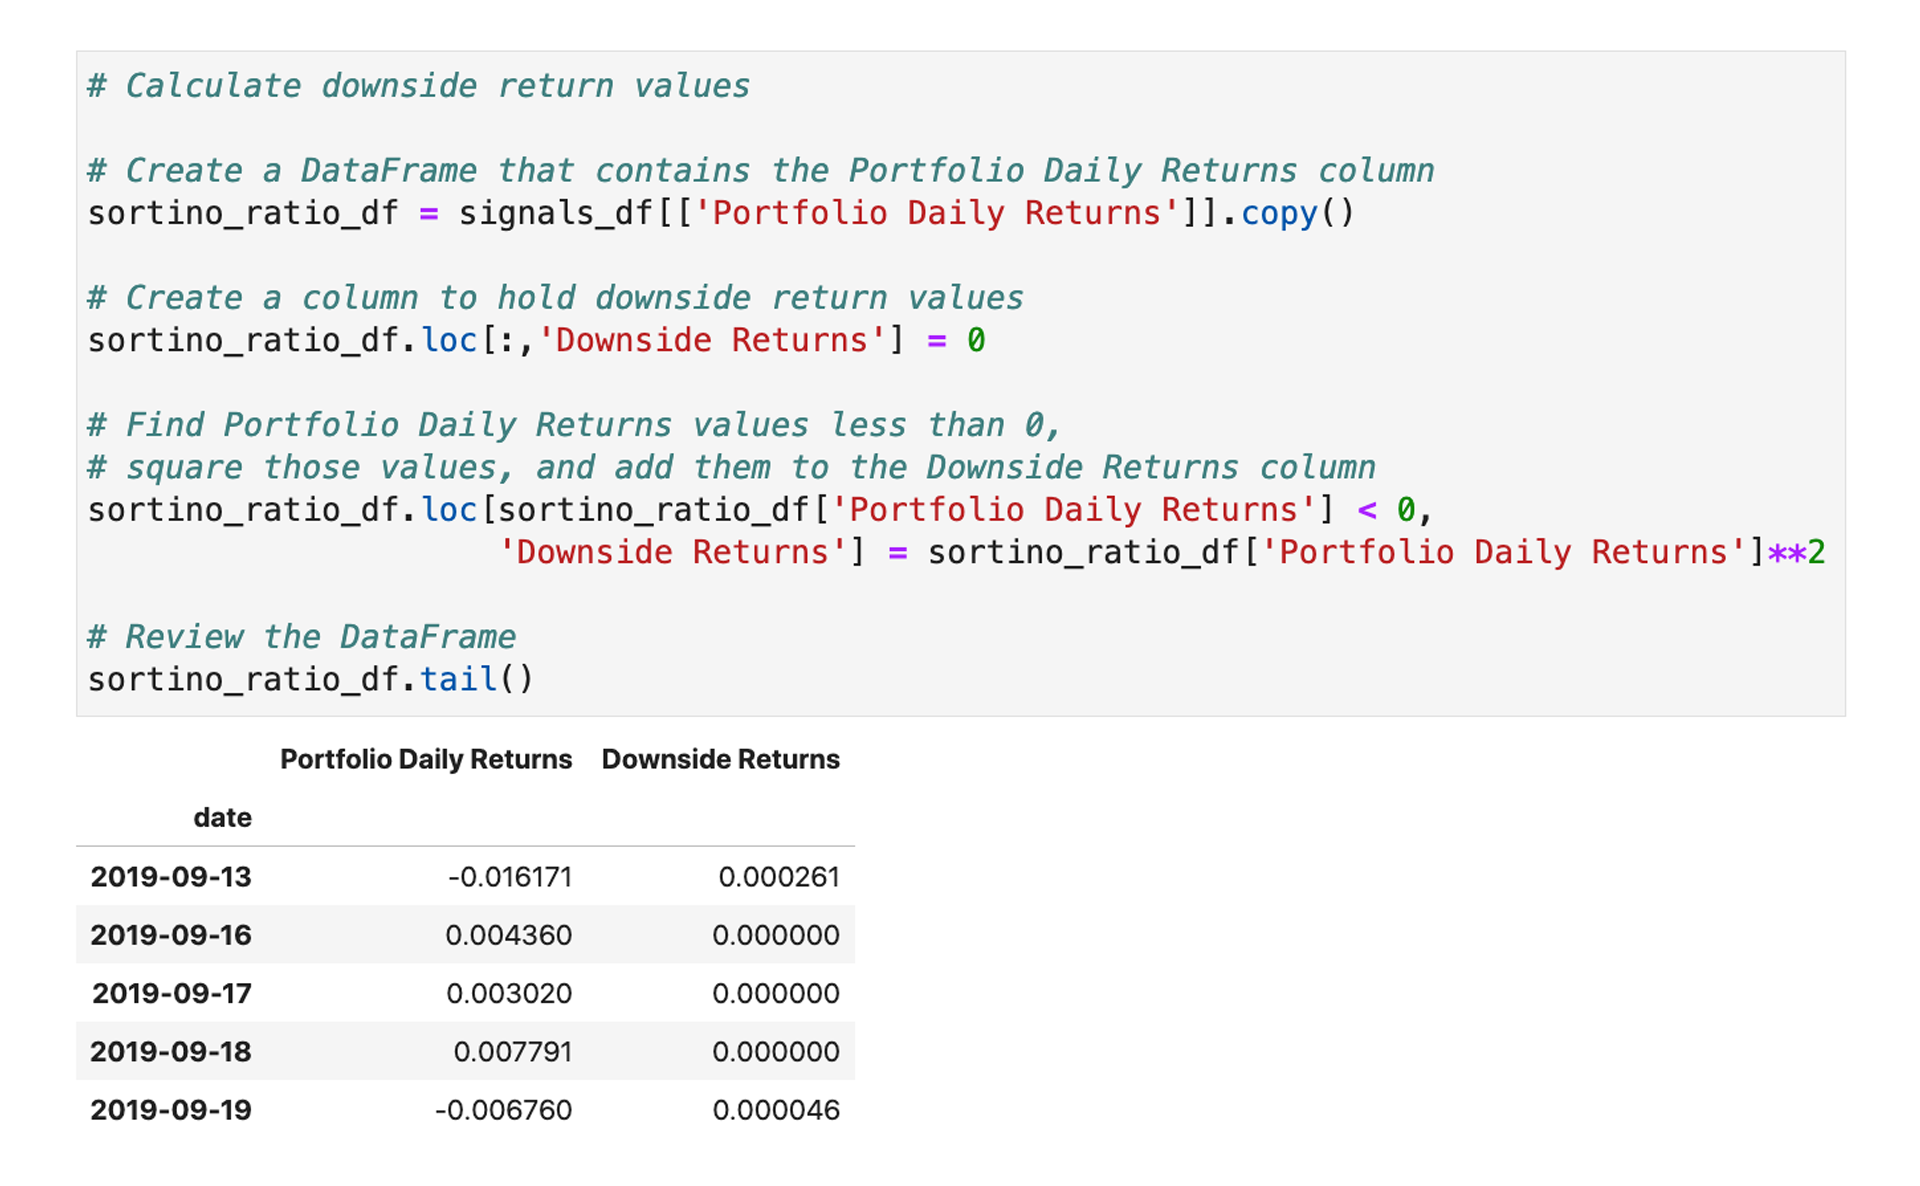 # Calculate downside return values
# Create a DataFrame that contains the Portfolio Daily Returns column
sortino_ratio_df = signals_df[['Portfolio Daily Returns']].copy()
# Create a column to hold downside return values
sortino_ratio_df.loc[:,'Downside Returns'] = 0
# Find Portfolio Daily Returns values less than 0,
# square those values, and add them to the Downside Returns column
sortino_ratio_df.loc[sortino_ratio_df['Portfolio Daily Returns'] < 0,
'Downside Returns'] = sortino_ratio_df['Portfolio Daily Returns']**2
# Review the DataFrame
sortino_ratio_df.tail()
Portfolio Daily Returns Downside Returns
date
2019-09-13 -0.016171 0.000261
2019-09-16 0.004360 0.000000
2019-09-17 0.003020 0.000000
2019-09-18 0.007791 0.000000
2019-09-19 -0.006760 0.000046